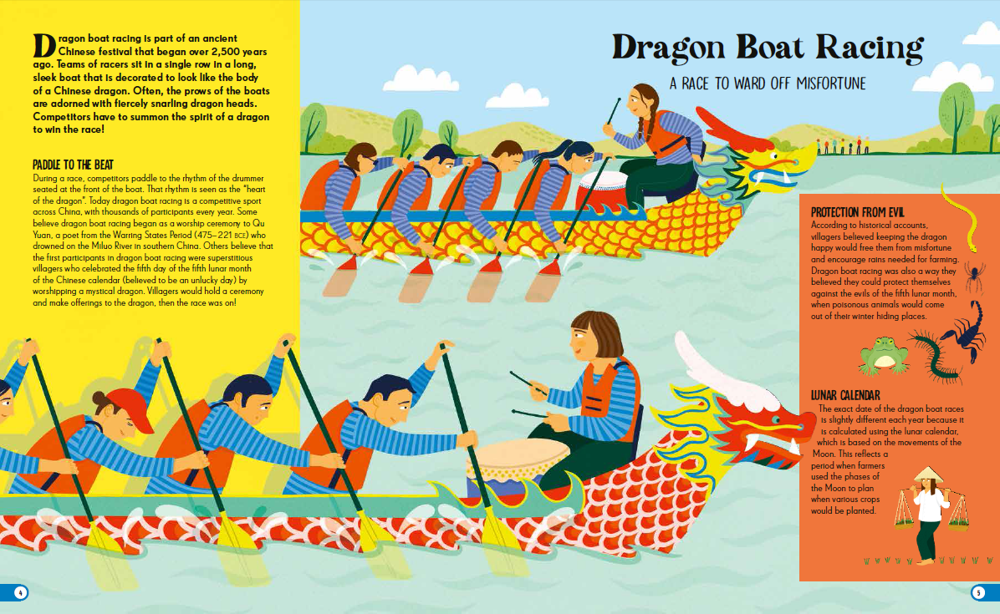 Dragon boat racing is part of an ancient
Chinese festival that began over 2,500 years
ago. Teams of racers sit in a single row in a long,
sleek boat that is decorated to look like the body
of a Chinese dragon. Often, the prows of the boats
are adorned with fiercely snarling dragon heads.
Competitors have to summon the spirit of a dragon
to win the race!
PADDLE TO THE BEAT
During a race, competitors paddle to the rhythm of the drummer
seated at the front of the boat. That rhythm is seen as the “heart
of the dragon”. Today dragon boat racing is a competitive sport
across China, with thousands of participants every year. Some
believe dragon boat racing began as a worship ceremony to Qu
Yuan, a poet from the Warring States Period (475–221 BCE) who
drowned on the Miluo River in southern China. Others believe that
the first participants in dragon boat racing were superstitious
villagers who celebrated the fifth day of the fifth lunar month
of the Chinese calendar (believed to be an unlucky day) by
worshipping a mystical dragon. Villagers would hold a ceremony
and make offerings to the dragon, then the race was on!
4
Dragon Boat Racing
A RACE TO WARD OFF MISFORTUNE
PROTECTION FROM EVIL
According to historical accounts,
villagers believed keeping the dragon
happy would free them from misfortune
and encourage rains needed for farming.
Dragon boat racing was also a way they
believed they could protect themselves
against the evils of the fifth lunar month,
when poisonous animals would come
out of their winter hiding places.
LUNAR CALENDAR
The exact date of the dragon boat races
is slightly different each year because it
is calculated using the lunar calendar,
which is based on the movements of the
Moon. This reflects a
period when farmers
used the phases of
the Moon to plan
when various crops
would be planted.
5